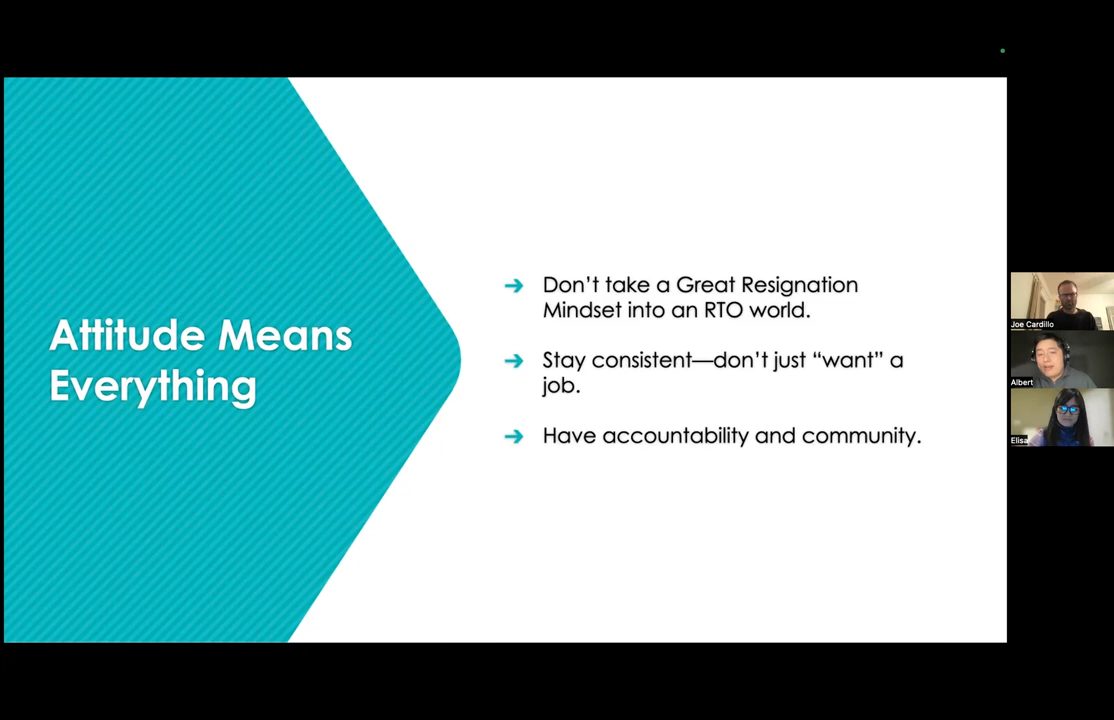 Attitude Means
Everything
➔ Don’t take a Great Resignation
Mindset into an RTO world.
➔ Stay consistent—don’t just “want” a
job.
➔ Have accountability and community.
Joe Cardillo
Albert
Elisa